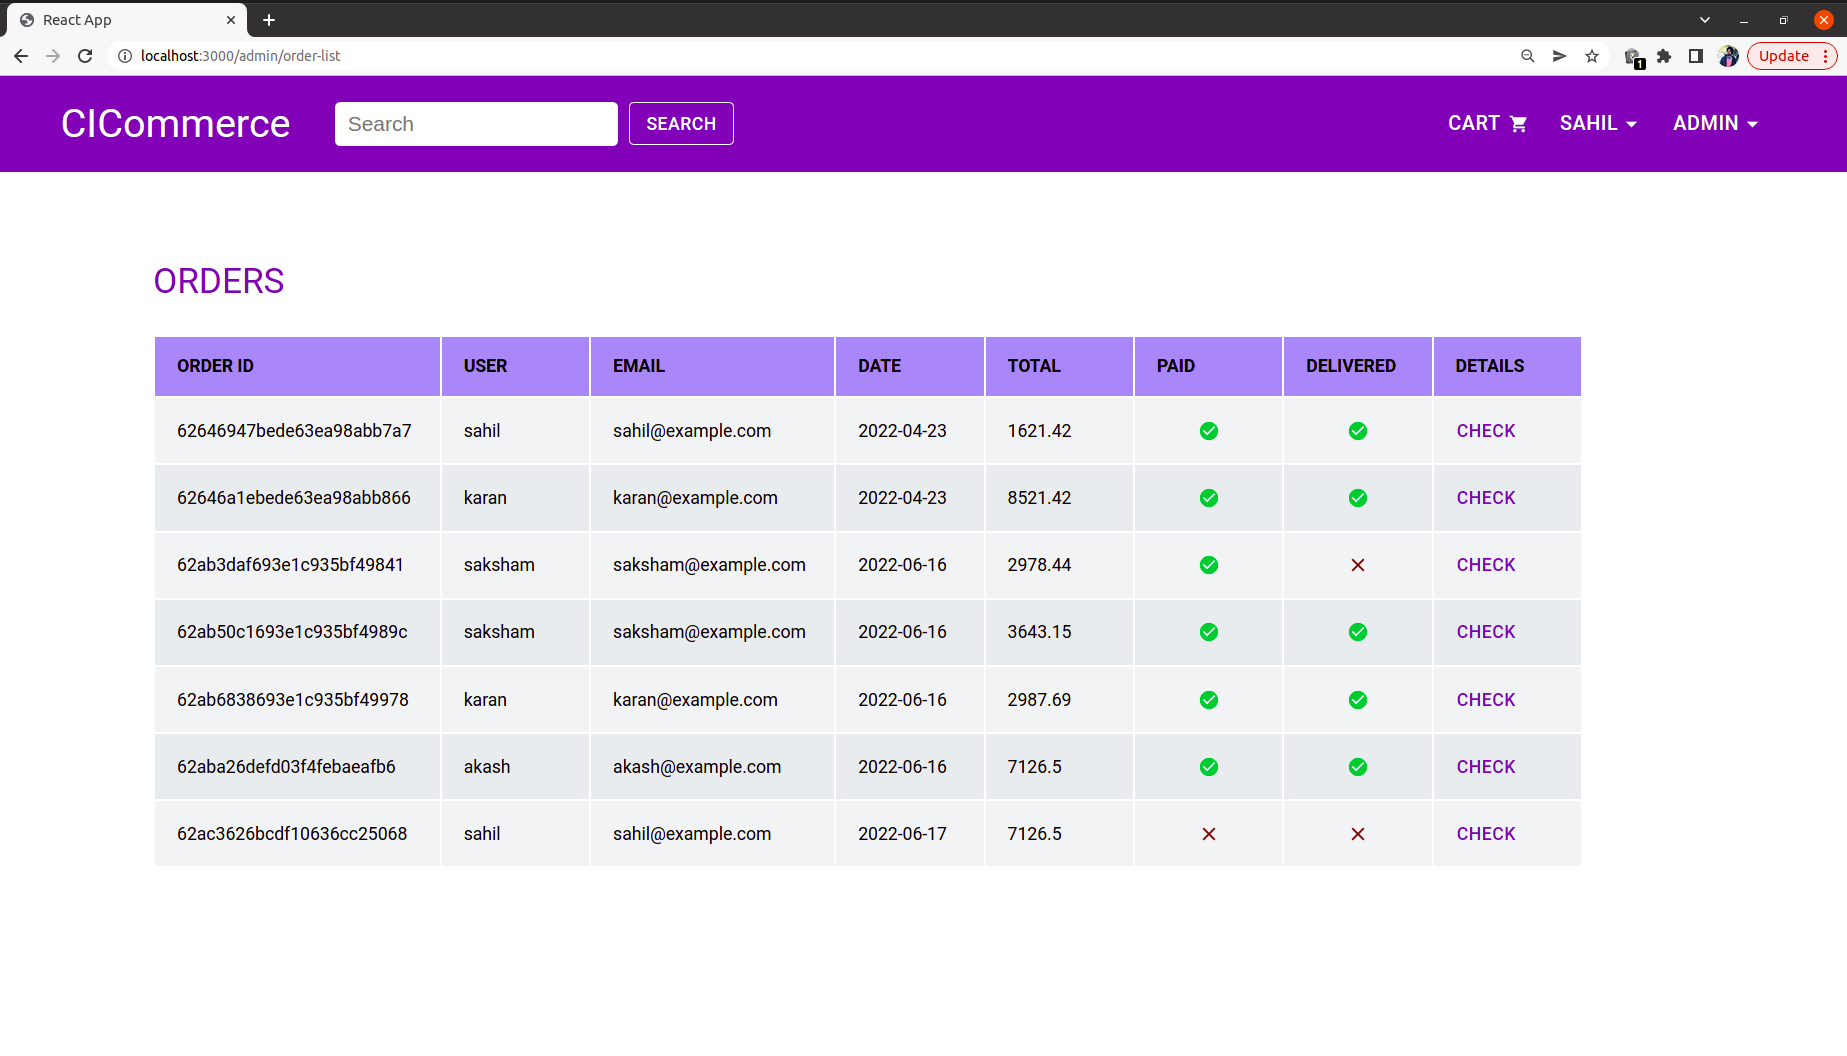 React App
localhost:3000/admin/order-list
1
Update
CICommerce
Search
SEARCH
CART
SAHIL
ADMIN
ORDERS
ORDER ID USER EMAIL DATE TOTAL PAID DELIVERED DETAILS
62646947bede63ea98abb7a7 sahil sahil@example.com 2022-04-23 1621.42 CHECK
62646a1ebede63ea98abb866 karan karan@example.com 2022-04-23 8521.42 CHECK
62ab3daf693e1c935bf49841 saksham saksham@example.com 2022-06-16 2978.44 CHECK
62ab50c1693e1c935bf4989c saksham saksham@example.com 2022-06-16 3643.15 CHECK
62ab6838693e1c935bf49978 karan karan@example.com 2022-06-16 2987.69 CHECK
62aba26defd03f4febaeafb6 akash akash@example.com 2022-06-16 7126.5 CHECK
62ac3626bcdf10636cc25068 sahil sahil@example.com 2022-06-17 7126.5 CHECK